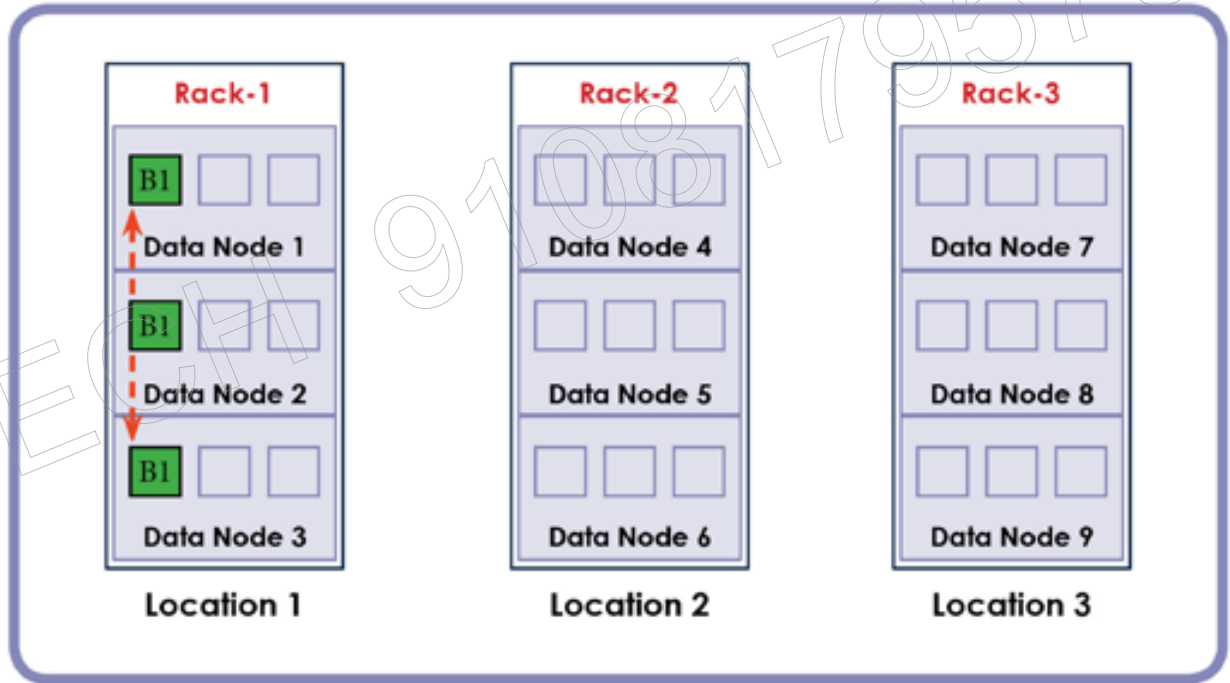 Rack-1
B1
Data Node 1
B1
Data Node 2
B1
Data Node 3
Location 1
Rack-2
Data Node 4
Data Node 5
Data Node 6
Location 2
Rack-3
Data Node 7
Data Node 8
Data Node 9
Location 3
ECH 910817957